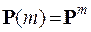 P(m) = P^m